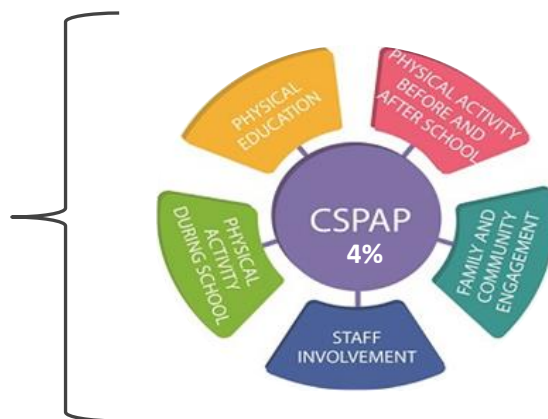 PHYSICAL
EDUCATION
PHYSICAL ACTIVITY
BEFORE AND
AFTER SCHOOL
CSPAP
4%
PHYSICAL
ACTIVITY
DURING SCHOOL
FAMILY AND
COMMUNITY
ENGAGEMENT
STAFF
INVOLVEMENT